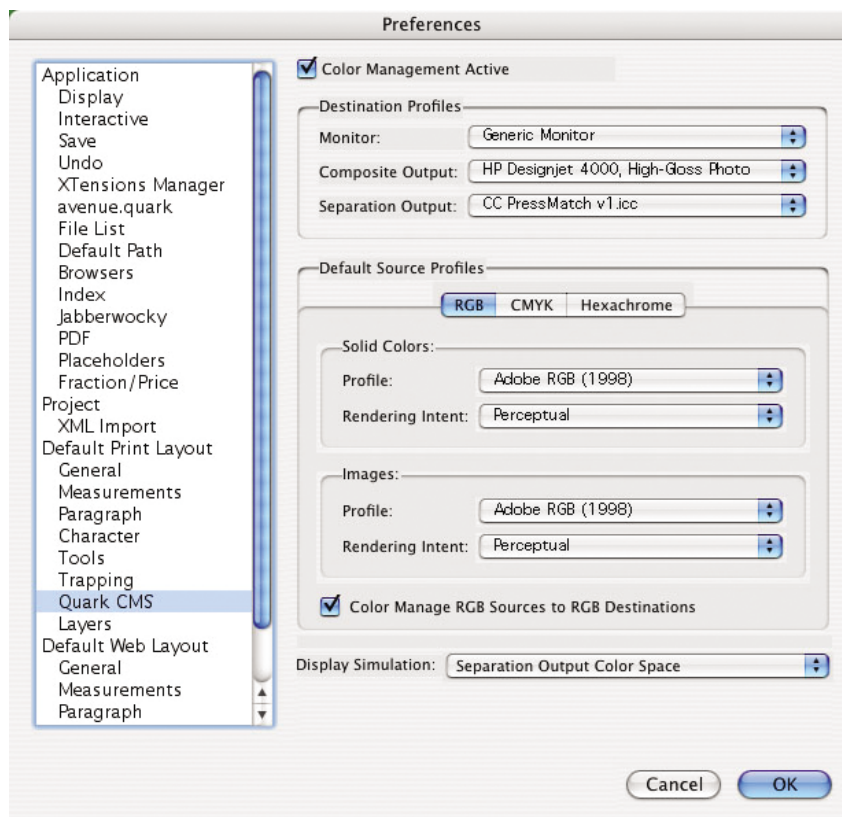 Preferences
Application
Display
Interactive
Save
Undo
XTensions Manager
avenue.quark
File List
Default Path
Browsers
Index
Jabberwocky
PDF
Placeholders
Fraction/Price
Project
XML Import
Default Print Layout
General
Measurements
Paragraph
Character
Tools
Trapping
Quark CMS
Layers
Default Web Layout
General
Measurements
Paragraph
Color Management Active
Destination Profiles
Monitor: Generic Monitor
Composite Output: HP Designjet 4000, High-Gloss Photo
Separation Output: CC PressMatch v1.icc
Default Source Profiles
RGB CMYK Hexachrome
Solid Colors:
Profile: Adobe RGB (1998)
Rendering Intent: Perceptual
Images:
Profile: Adobe RGB (1998)
Rendering Intent: Perceptual
Color Manage RGB Sources to RGB Destinations
Display Simulation: Separation Output Color Space
Cancel OK